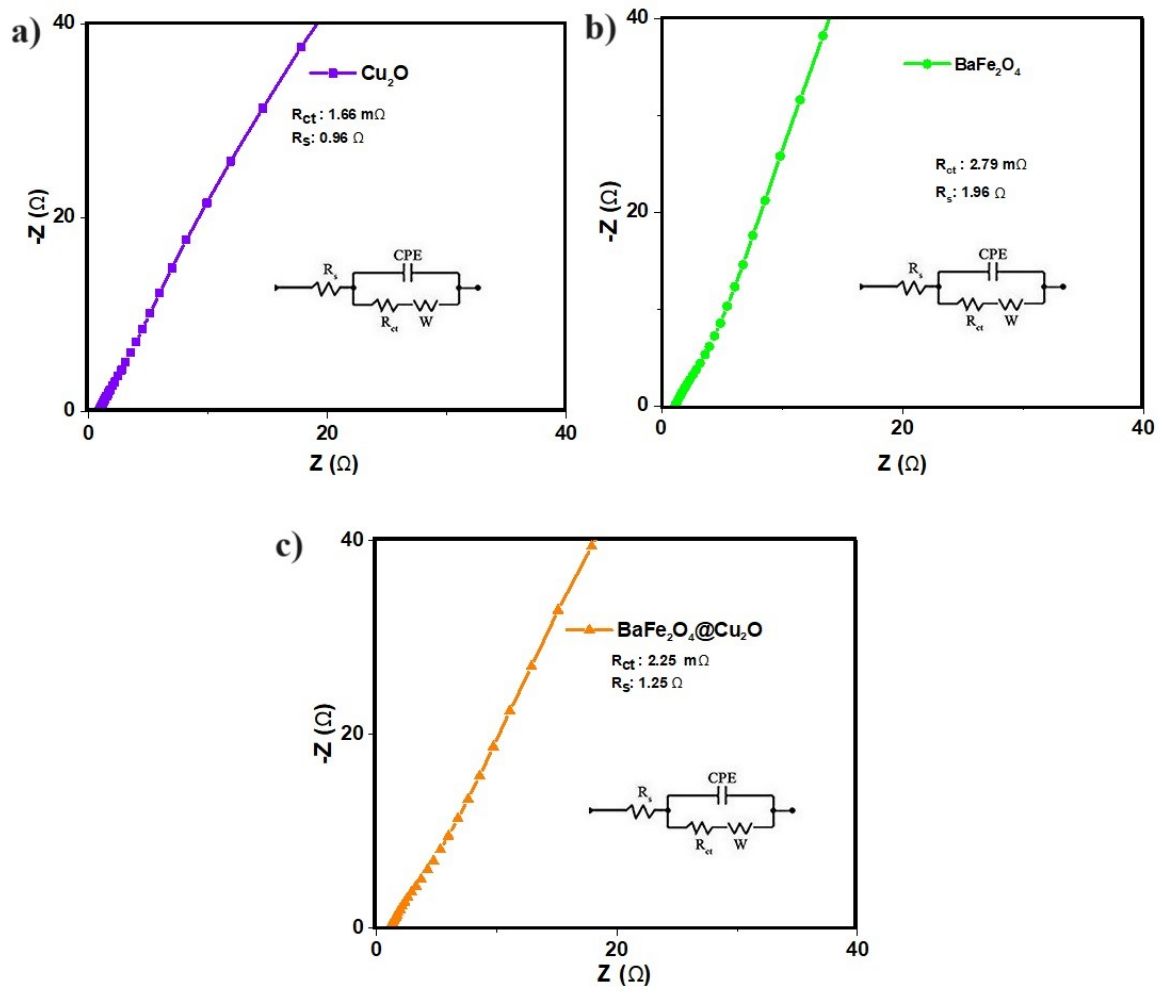 a)
40
20
0
0
20
40
-Z (Ω)
Z (Ω)
Cu₂O
Rct : 1.66 mΩ
RS: 0.96 Ω
CPE
Rs
Rct
W
b)
40
20
0
0
20
40
-Z (Ω)
Z (Ω)
BaFe₂O₄
Rct : 2.79 mΩ
Rs: 1.96 Ω
CPE
Rs
Rct
W
c)
40
20
0
0
20
40
-Z (Ω)
Z (Ω)
BaFe₂O₄@Cu₂O
Rct : 2.25 mΩ
RS: 1.25 Ω
CPE
Rs
Rct
W